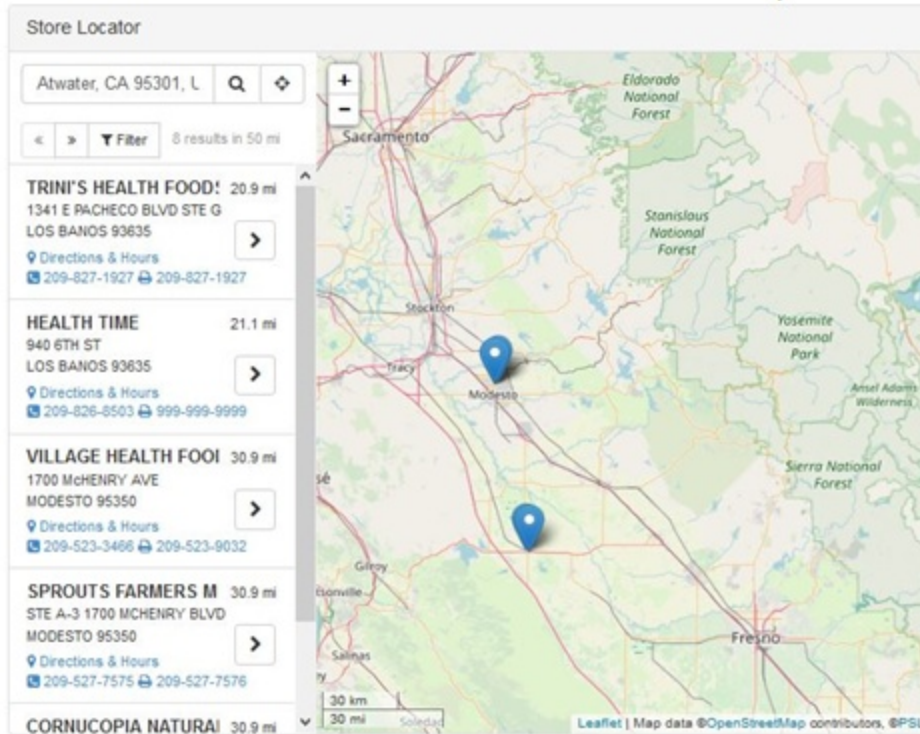 Store Locator
Atwater, CA 95301, U
« » Filter 8 results in 50 mi
TRINI'S HEALTH FOODS 20.9 mi
1341 E PACHECO BLVD STE G
LOS BANOS 93635
Directions & Hours
209-827-1927 209-827-1927
HEALTH TIME 21.1 mi
940 6TH ST
LOS BANOS 93635
Directions & Hours
209-826-8503 999-999-9999
VILLAGE HEALTH FOO 30.9 mi
1700 McHENRY AVE
MODESTO 95350
Directions & Hours
209-523-3466 209-523-9032
SPROUTS FARMERS M 30.9 mi
STE A-3 1700 MCHENRY BLVD
MODESTO 95350
Directions & Hours
209-527-7575 209-527-7576
CORNUCOPIA NATURAL 30.9 mi
+
−
Eldorado
National
Forest
Sacramento
Stanislaus
National
Forest
Stockton
Yosemite
National
Park
Tracy
Modesto
Ansel Adams
Wilderness
sé
Sierra National
Forest
Gilroy
tsonville
Fresno
Salinas
ey
30 km
30 mi
Soledad
Leaflet | Map data ©OpenStreetMap contributors, ©PSL